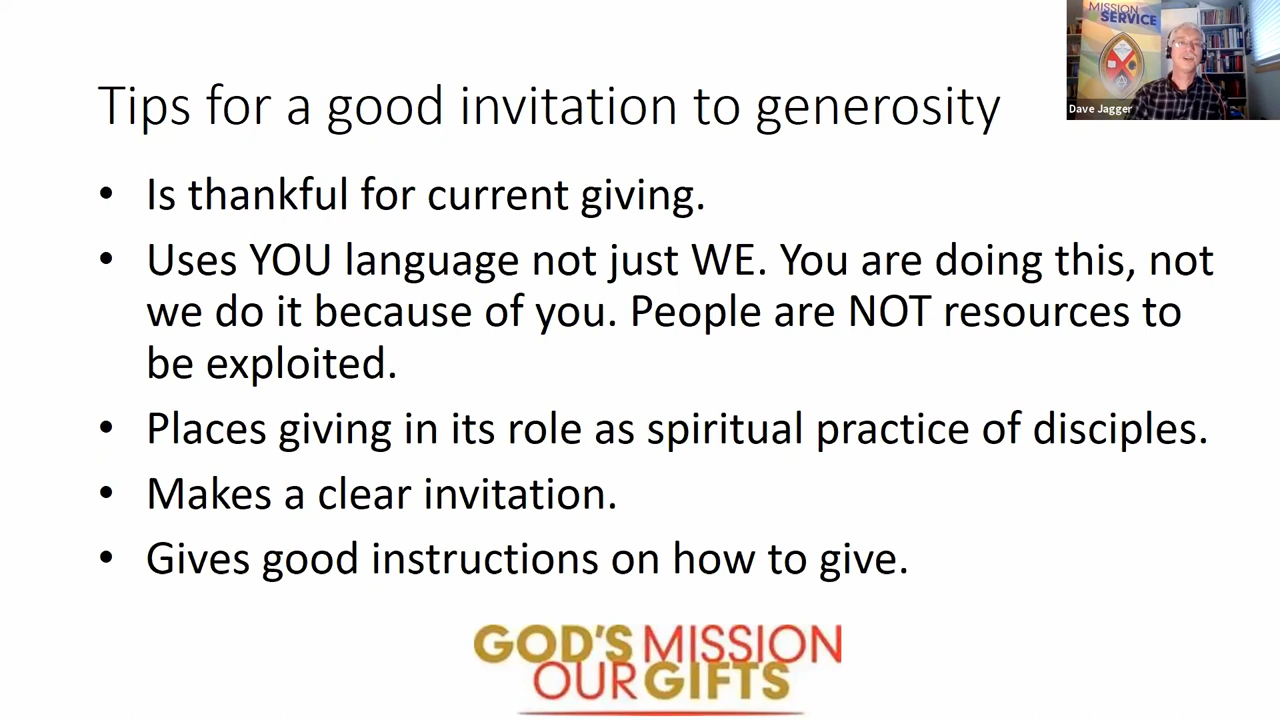 MISSION
& SERVICE
Dave Jagger
Tips for a good invitation to generosity
• Is thankful for current giving.
• Uses YOU language not just WE. You are doing this, not
we do it because of you. People are NOT resources to
be exploited.
• Places giving in its role as spiritual practice of disciples.
• Makes a clear invitation.
• Gives good instructions on how to give.
GOD'S MISSION
OUR GIFTS